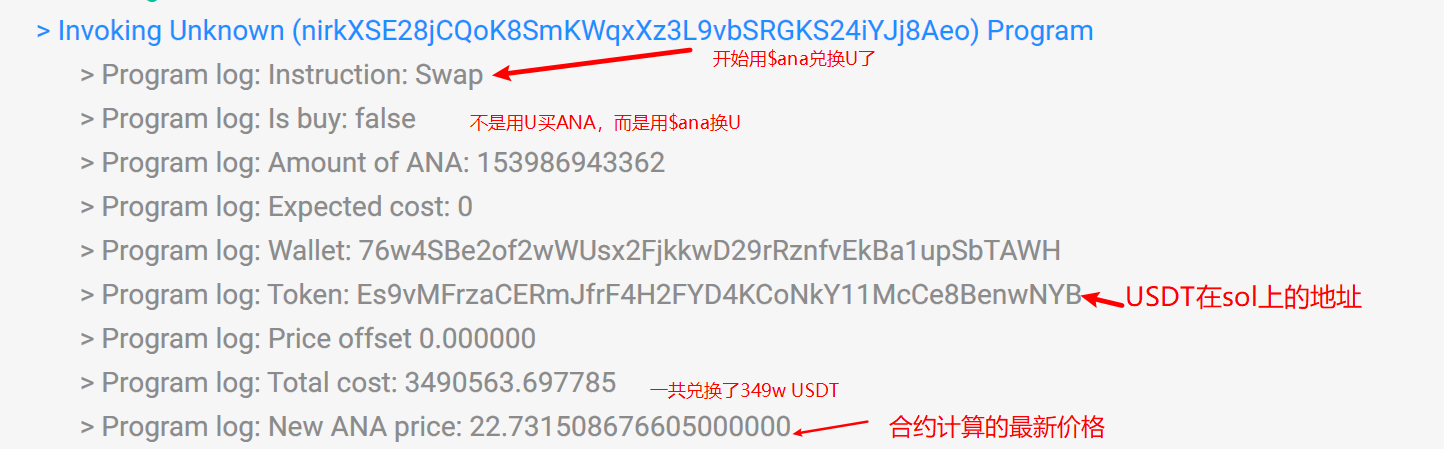 > Invoking Unknown (nirkXSE28jCQoK8SmKWqxXz3L9vbSRGKS24iYJj8Aeo) Program
开始用$ana兑换U了
> Program log: Instruction: Swap
> Program log: Is buy: false
不是用U买ANA，而是用$ana换U
> Program log: Amount of ANA: 153986943362
> Program log: Expected cost: 0
> Program log: Wallet: 76w4SBe2of2wWUsx2FjkkwD29rRznfvEkBa1upSbTAWH
> Program log: Token: Es9vMFrzaCERmJfrF4H2FYD4KCoNkY11McCe8BenwNYB
USDT在sol上的地址
> Program log: Price offset 0.000000
> Program log: Total cost: 3490563.697785
一共兑换了349w USDT
> Program log: New ANA price: 22.731508676605000000
合约计算的最新价格